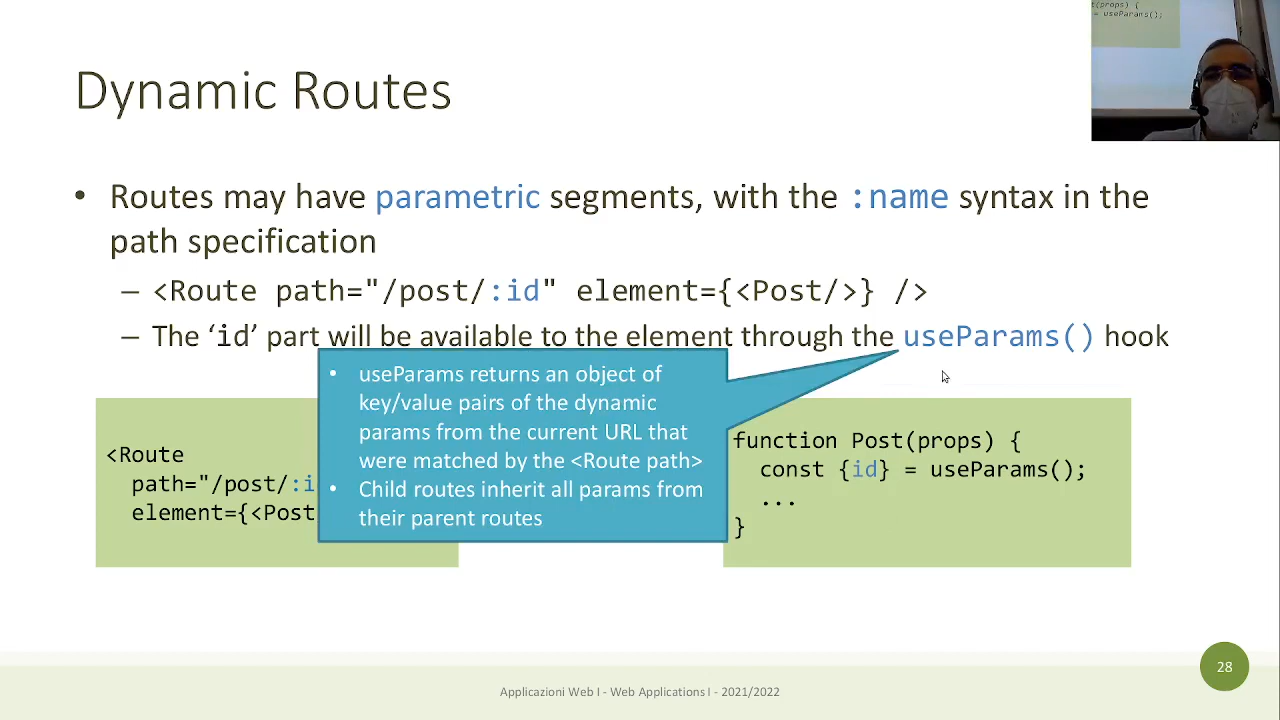 t(props) {
= useParams();
Dynamic Routes
• Routes may have parametric segments, with the :name syntax in the
path specification
– <Route path="/post/:id" element={<Post/>} />
– The ‘id’ part will be available to the element through the useParams() hook
• useParams returns an object of
key/value pairs of the dynamic
params from the current URL that
were matched by the <Route path>
• Child routes inherit all params from
their parent routes
<Route
path="/post/:i
element={<Post
function Post(props) {
const {id} = useParams();
...
}
28
Applicazioni Web I - Web Applications I - 2021/2022